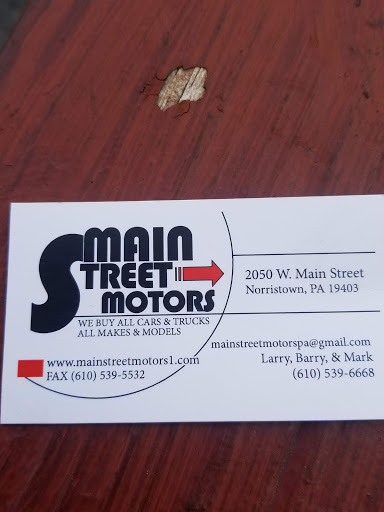 MAIN
STREET
MOTORS
WE BUY ALL CARS & TRUCKS
ALL MAKES & MODELS
www.mainstreetmotors1.com
FAX (610) 539-5532
2050 W. Main Street
Norristown, PA 19403
mainstreetmotorspa@gmail.com
Larry, Barry, & Mark
(610) 539-6668